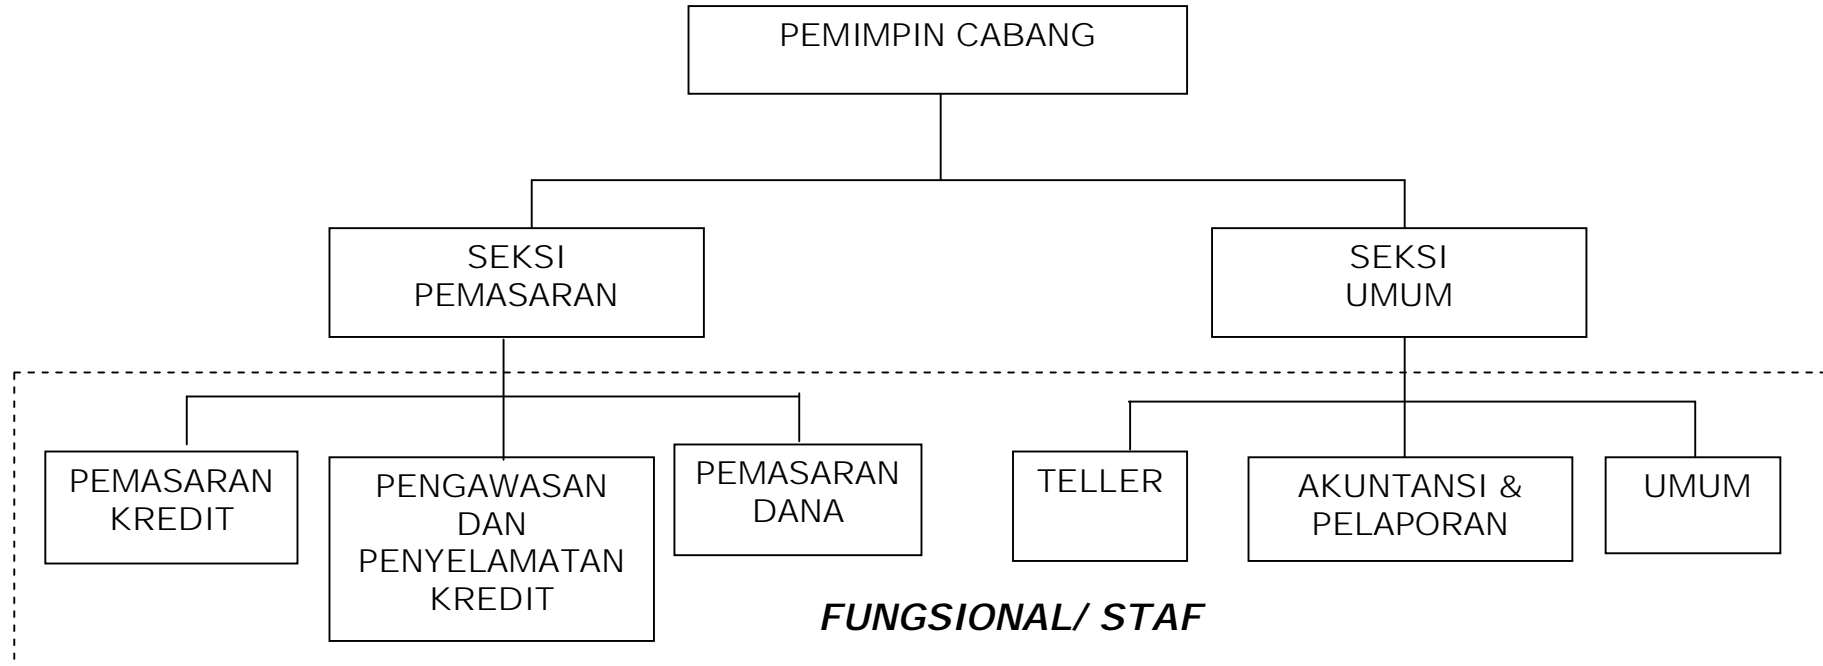 PEMIMPIN CABANG
SEKSI
PEMASARAN
SEKSI
UMUM
PEMASARAN
KREDIT
PENGAWASAN
DAN
PENYELAMATAN
KREDIT
PEMASARAN
DANA
TELLER
AKUNTANSI &
PELAPORAN
UMUM
FUNGSIONAL/ STAF